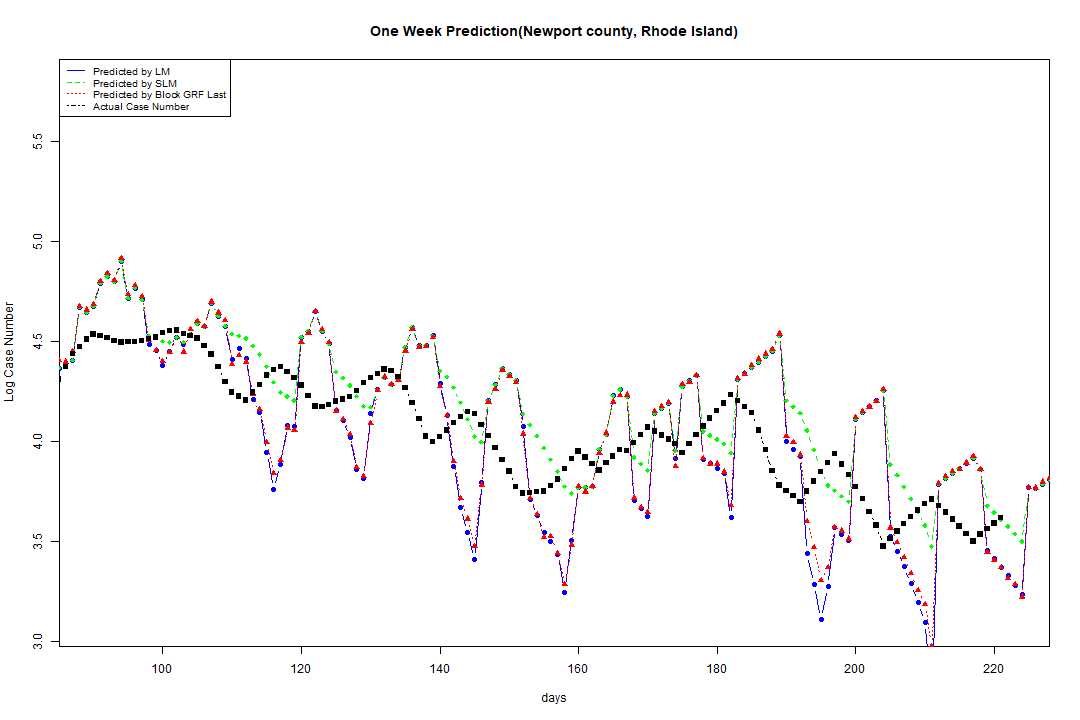 One Week Prediction(Newport county, Rhode Island)
Predicted by LM
Predicted by SLM
Predicted by Block GRF Last
Actual Case Number
Log Case Number
5.5
5.0
4.5
4.0
3.5
3.0
100 120 140 160 180 200 220
days